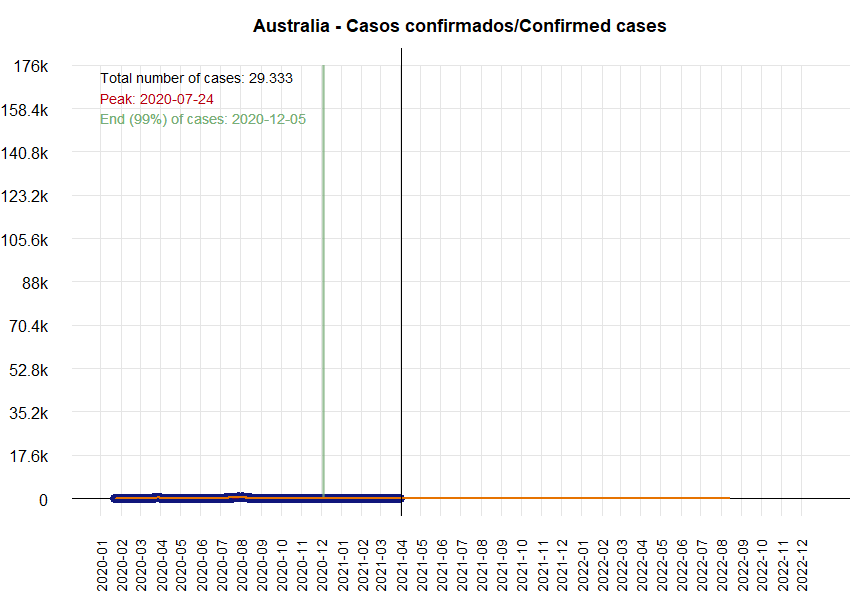 Australia - Casos confirmados/Confirmed cases
176k
Total number of cases: 29.333
Peak: 2020-07-24
End (99%) of cases: 2020-12-05
158.4k
140.8k
123.2k
105.6k
88k
70.4k
52.8k
35.2k
17.6k
0
2020-01
2020-02
2020-03
2020-04
2020-05
2020-06
2020-07
2020-08
2020-09
2020-10
2020-11
2020-12
2021-01
2021-02
2021-03
2021-04
2021-05
2021-06
2021-07
2021-08
2021-09
2021-10
2021-11
2021-12
2022-01
2022-02
2022-03
2022-04
2022-05
2022-06
2022-07
2022-08
2022-09
2022-10
2022-11
2022-12